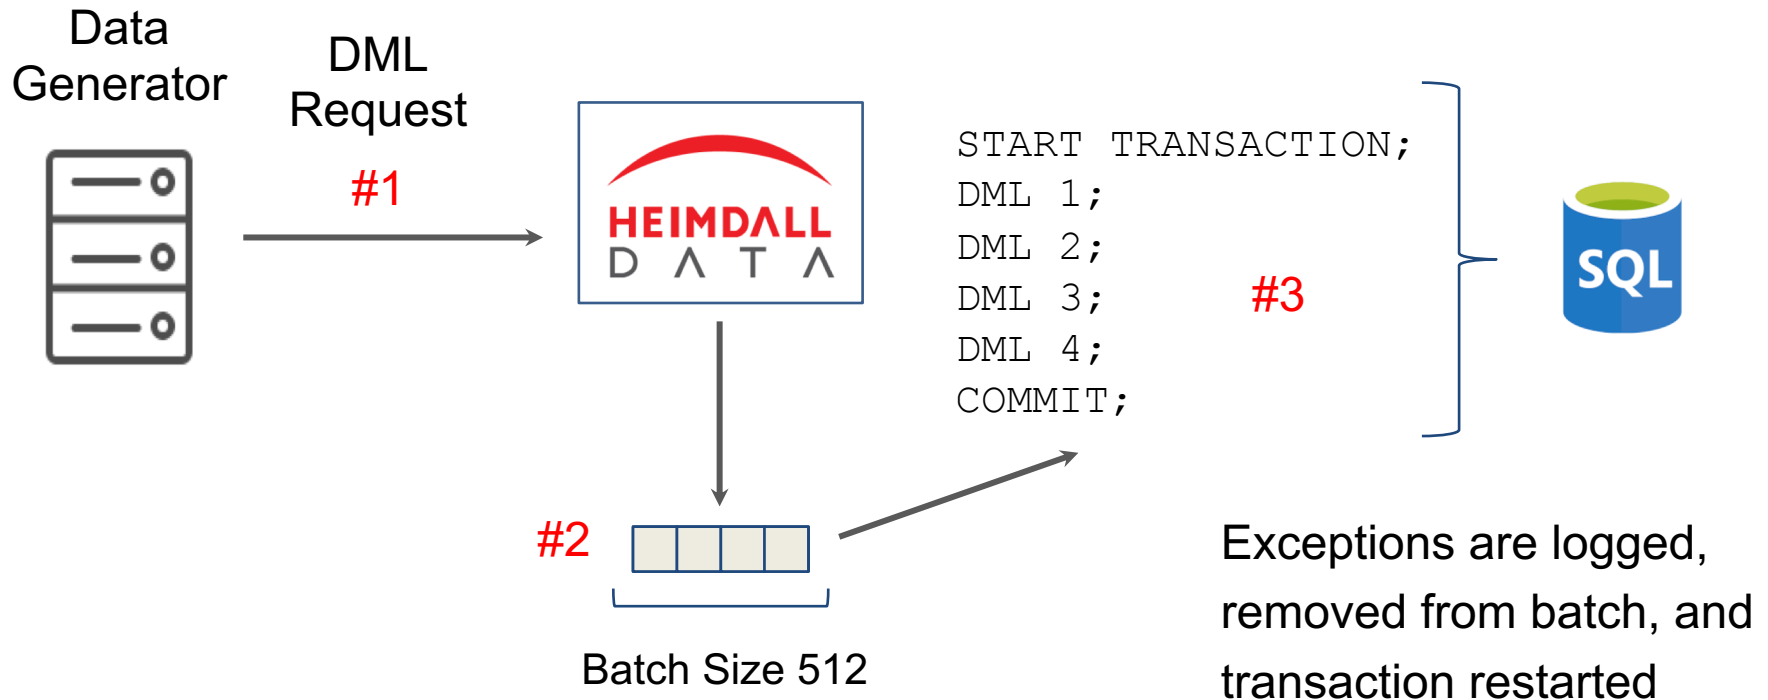 Data
Generator
DML
Request
#1
HEIMDALL
DATA
START TRANSACTION;
DML 1;
DML 2;
DML 3;
DML 4;
COMMIT;
#3
SQL
#2
Batch Size 512
Exceptions are logged,
removed from batch, and
transaction restarted